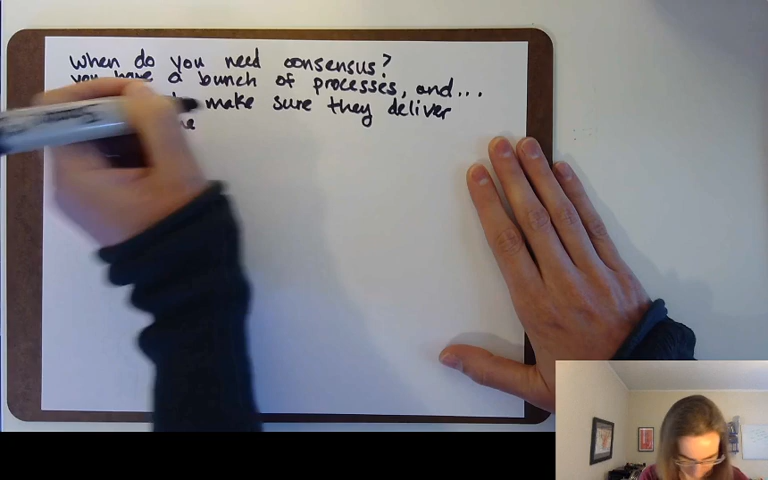 When do you need consensus?
you have a bunch of processes, and...
make sure they deliver